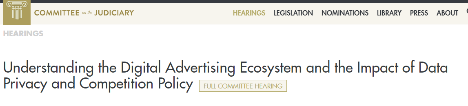 COMMITTEE on the JUDICIARY
HEARINGS LEGISLATION NOMINATIONS LIBRARY PRESS ABOUT
HEARINGS
Understanding the Digital Advertising Ecosystem and the Impact of Data
Privacy and Competition Policy FULL COMMITTEE HEARING